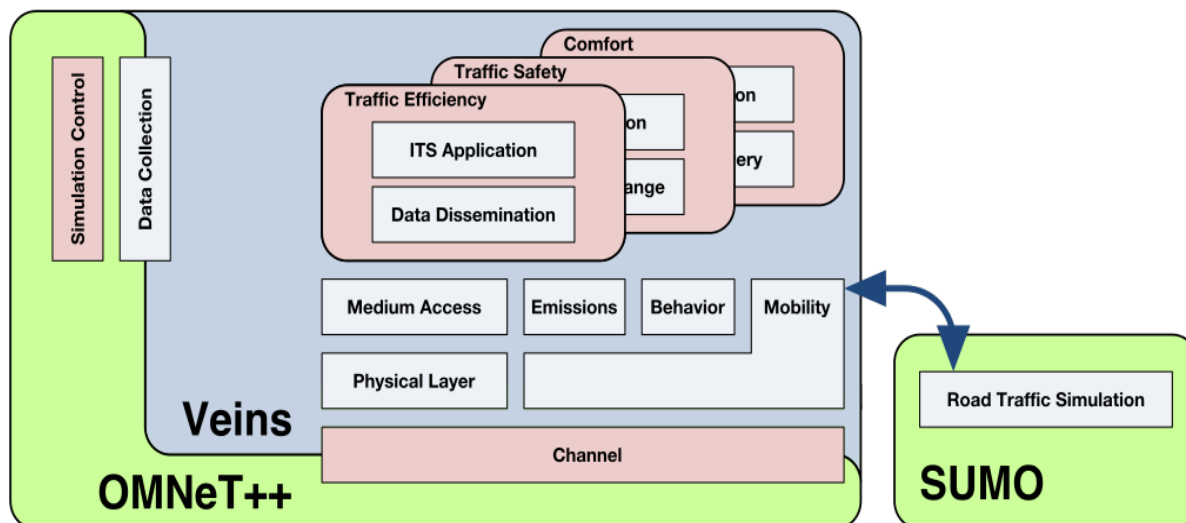 Comfort
Traffic Safety
Traffic Efficiency
on
ITS Application
on
ery
ange
Data Dissemination
Simulation Control
Data Collection
Medium Access
Emissions
Behavior
Mobility
Physical Layer
Road Traffic Simulation
Veins
Channel
OMNeT++
SUMO